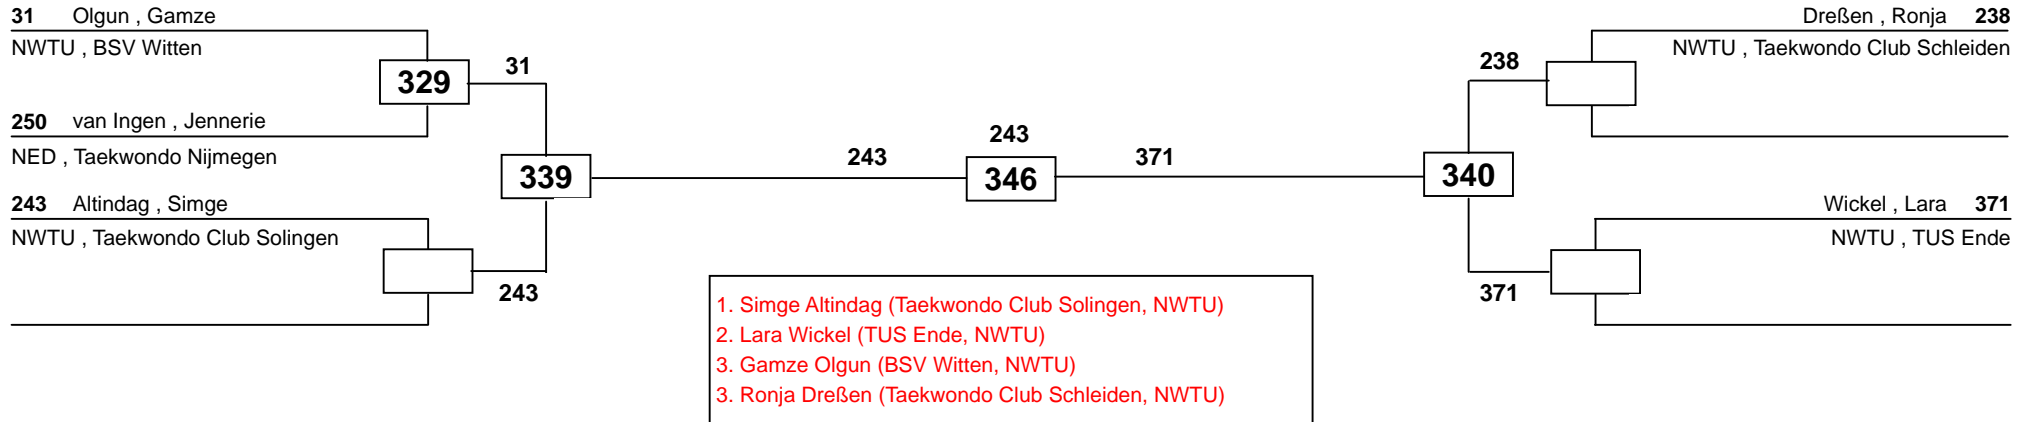 31 Olgun , Gamze
NWTU , BSV Witten
329
31
250 van Ingen , Jennerie
NED , Taekwondo Nijmegen
339
243 Altindag , Simge
NWTU , Taekwondo Club Solingen
243
243
243
346
371
Dreßen , Ronja 238
NWTU , Taekwondo Club Schleiden
238
340
Wickel , Lara 371
NWTU , TUS Ende
371
1. Simge Altindag (Taekwondo Club Solingen, NWTU)
2. Lara Wickel (TUS Ende, NWTU)
3. Gamze Olgun (BSV Witten, NWTU)
3. Ronja Dreßen (Taekwondo Club Schleiden, NWTU)